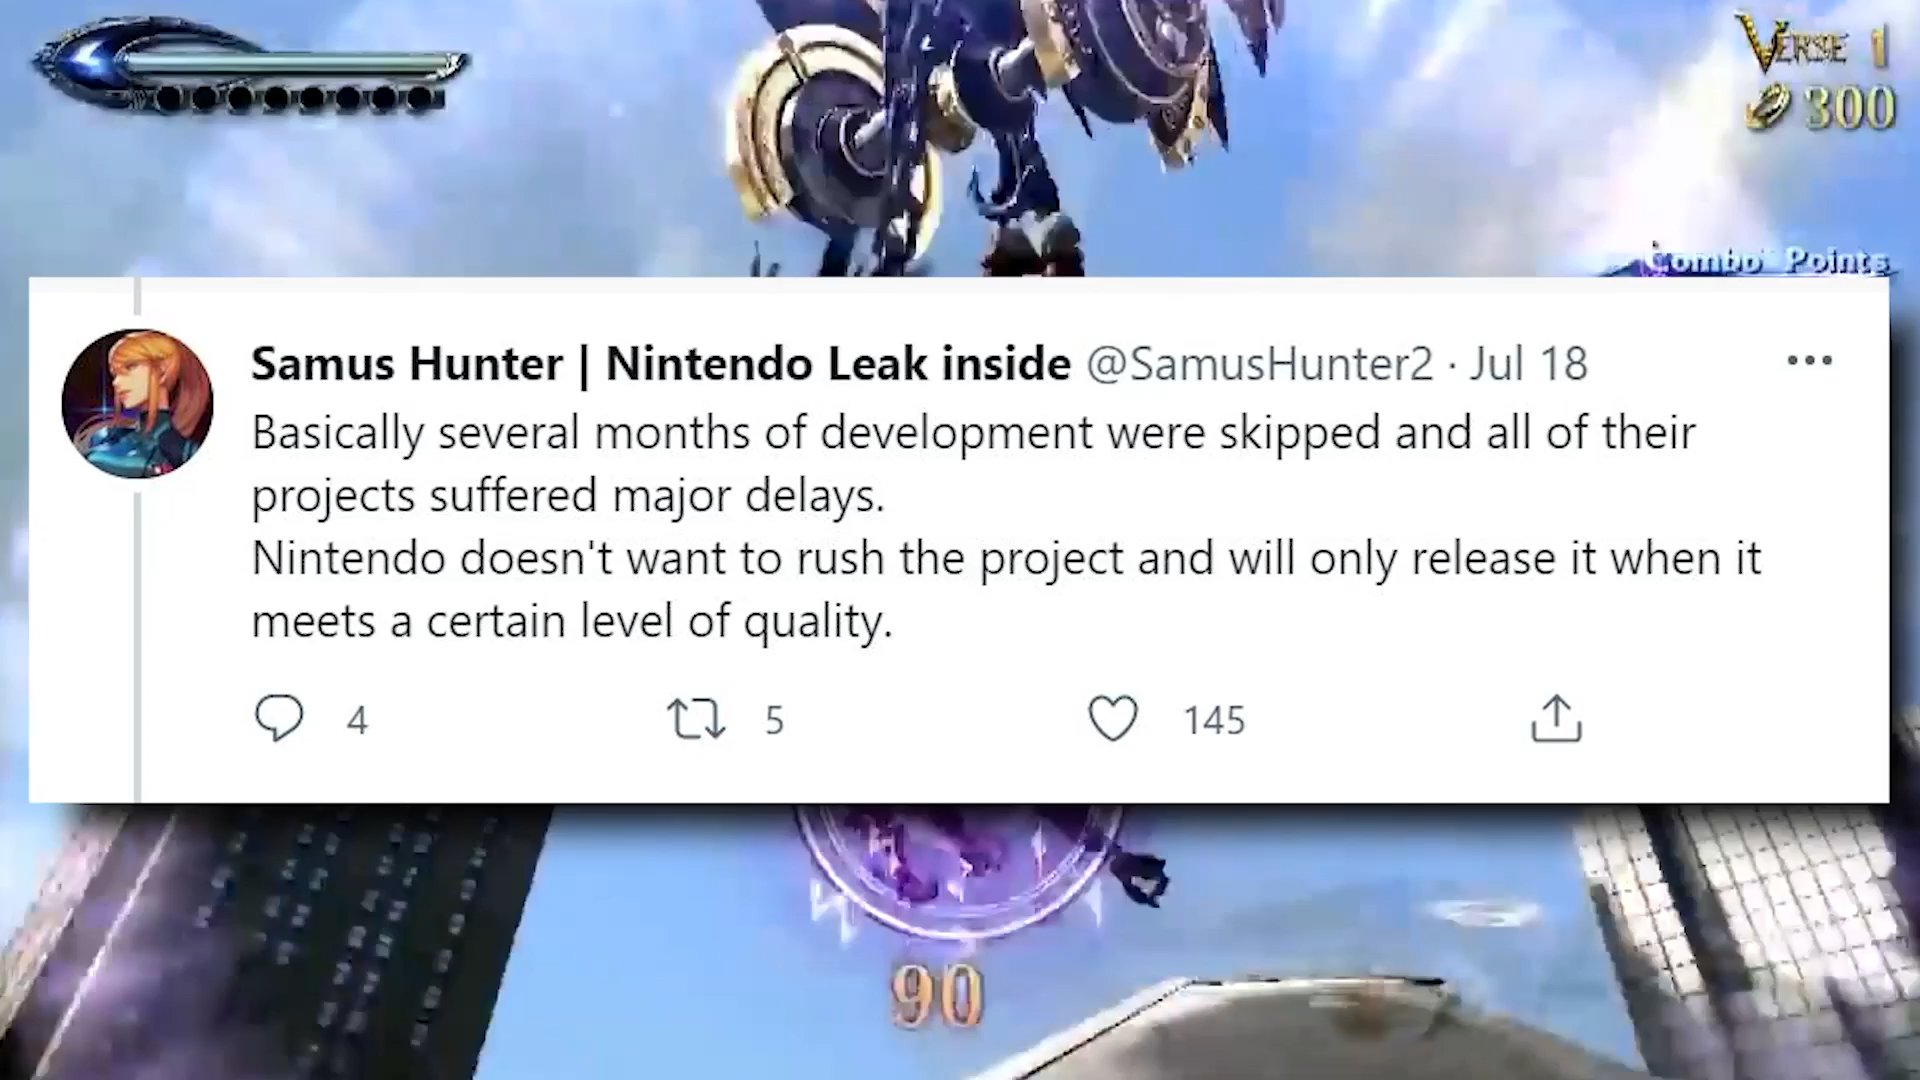 VERSE 1
300
Combo Points
Samus Hunter | Nintendo Leak inside @SamusHunter2 · Jul 18
Basically several months of development were skipped and all of their
projects suffered major delays.
Nintendo doesn't want to rush the project and will only release it when it
meets a certain level of quality.
4 5 145
90